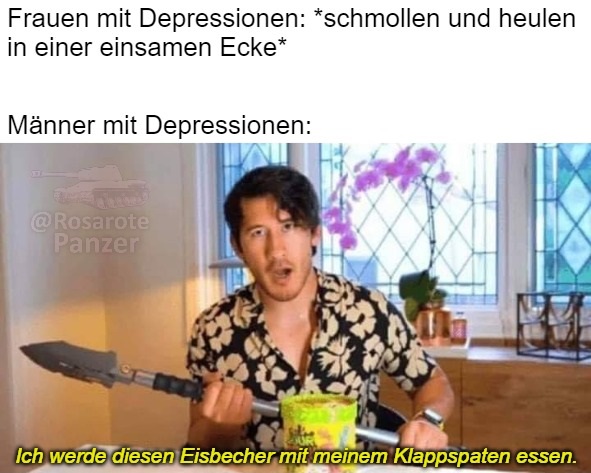 Frauen mit Depressionen: *schmollen und heulen
in einer einsamen Ecke*
Männer mit Depressionen:
@Rosarote
Panzer
Ich werde diesen Eisbecher mit meinem Klappspaten essen.